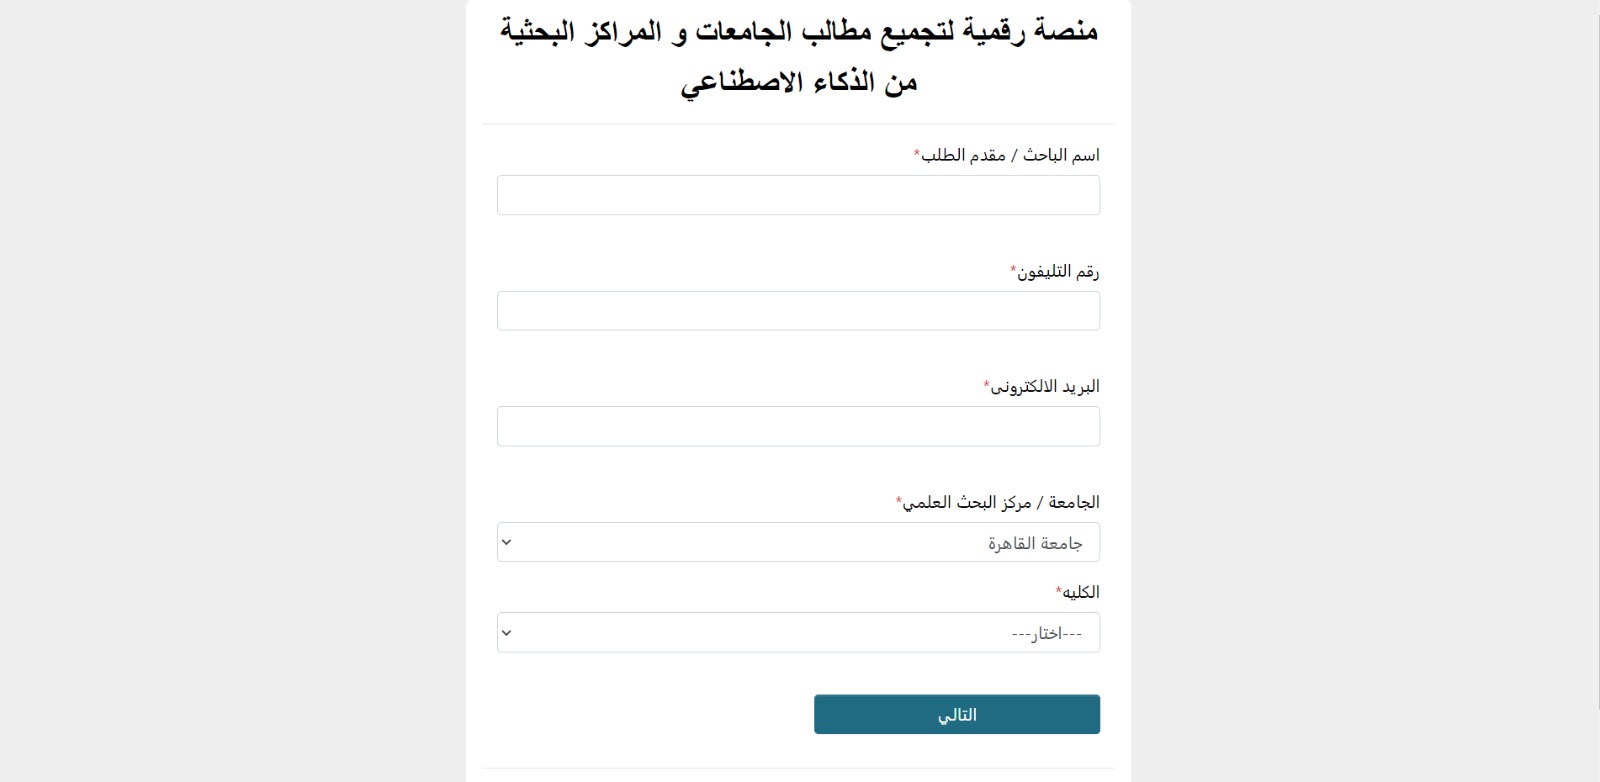 منصة رقمية لتجميع مطالب الجامعات و المراكز البحثية
من الذكاء الاصطناعي
اسم الباحث / مقدم الطلب*
رقم التليفون*
البريد الالكترونى*
الجامعة / مركز البحث العلمي*
جامعة القاهرة
الكليه*
---اختار---
التالي